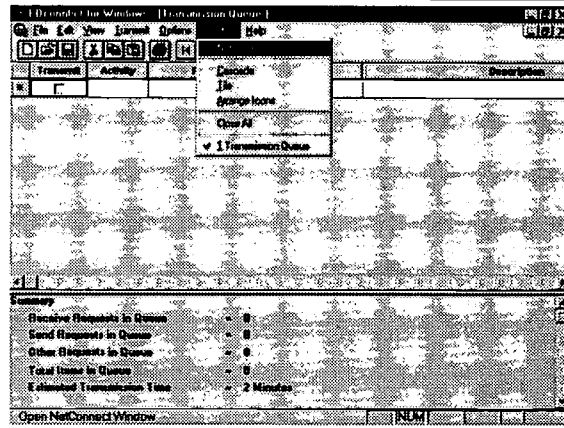 for Windows - [Transmission Queue]
File Edit View Transmit Options Help
Transmit Activity Description
Cascade
Tile
Arrange Icons
Close All
✓ 1 Transmission Queue
Summary
Receive Requests in Queue = 0
Send Requests in Queue = 0
Other Requests in Queue = 0
Total Items in Queue = 0
Estimated Transmission Time = 2 Minutes
Open NetConnect Window NUM